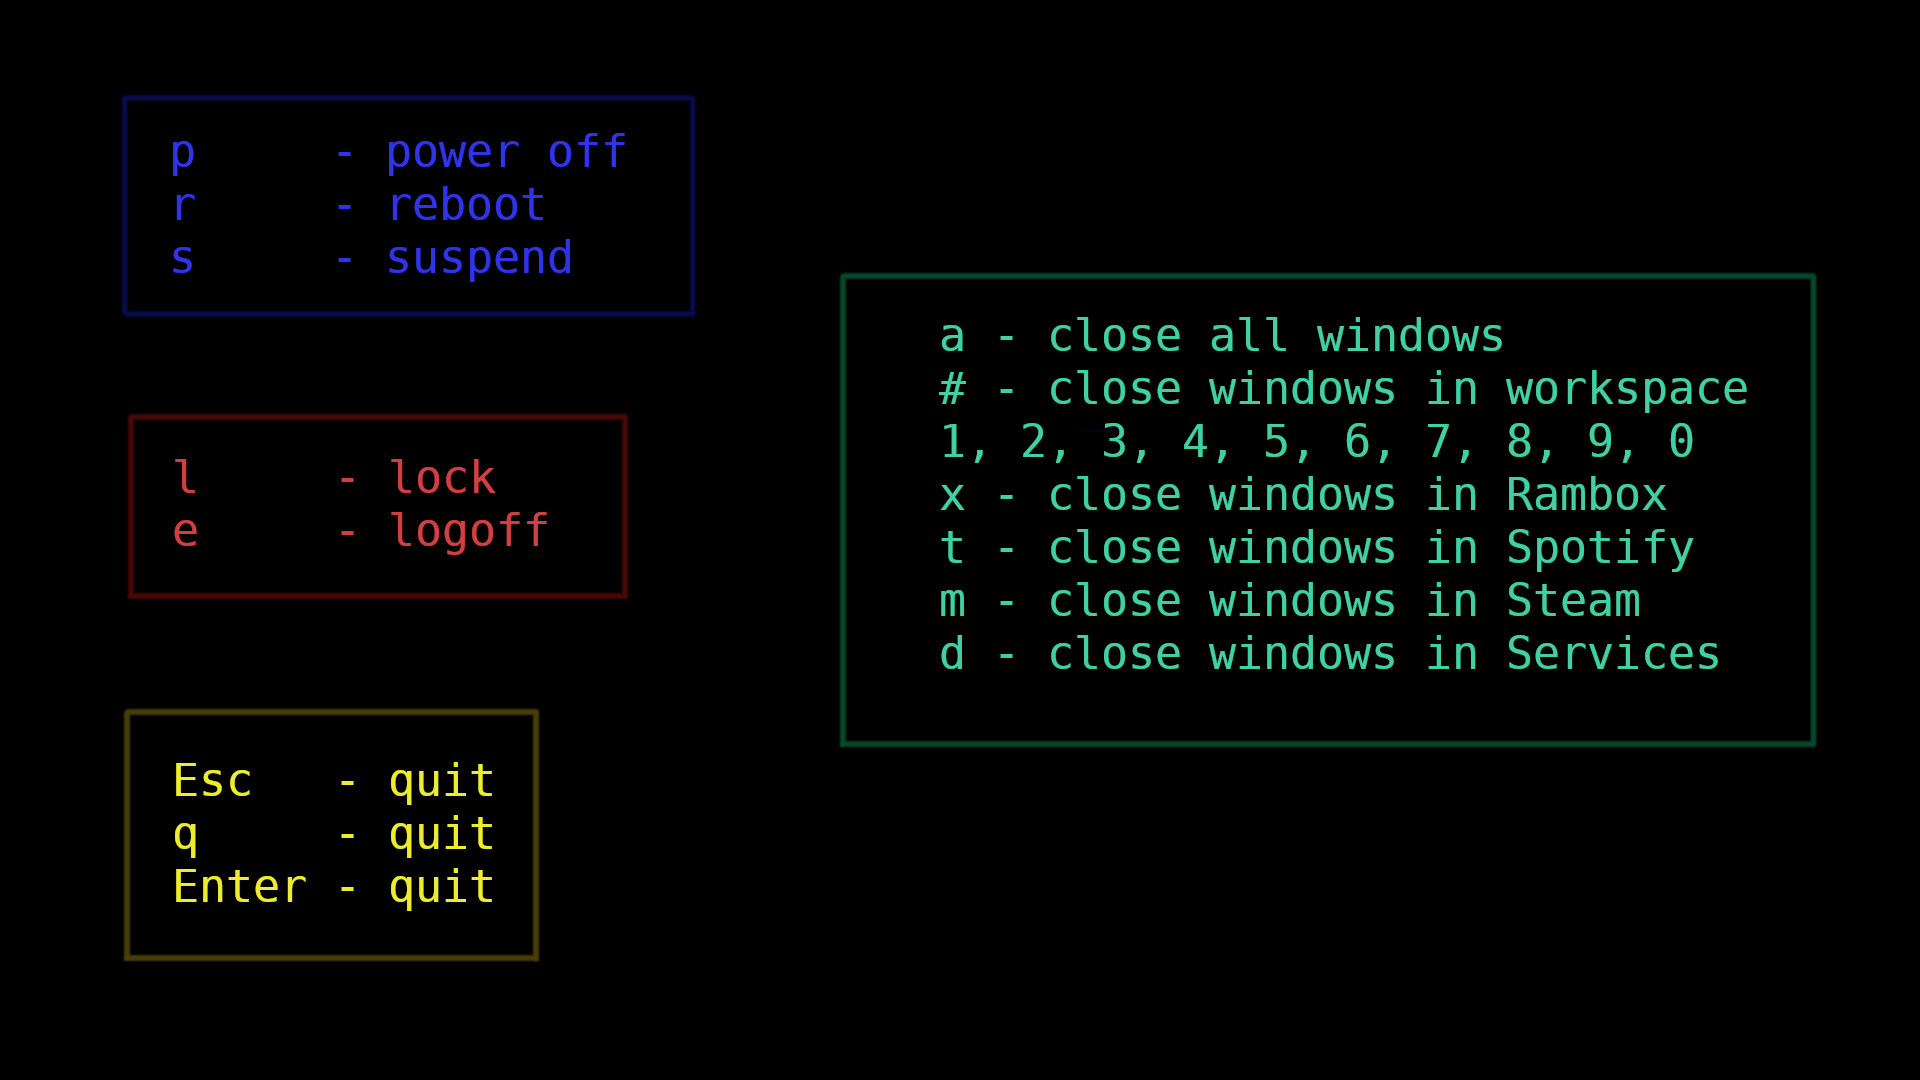 p - power off
r - reboot
s - suspend
l - lock
e - logoff
Esc - quit
q - quit
Enter - quit
a - close all windows
# - close windows in workspace
1, 2, 3, 4, 5, 6, 7, 8, 9, 0
x - close windows in Rambox
t - close windows in Spotify
m - close windows in Steam
d - close windows in Services